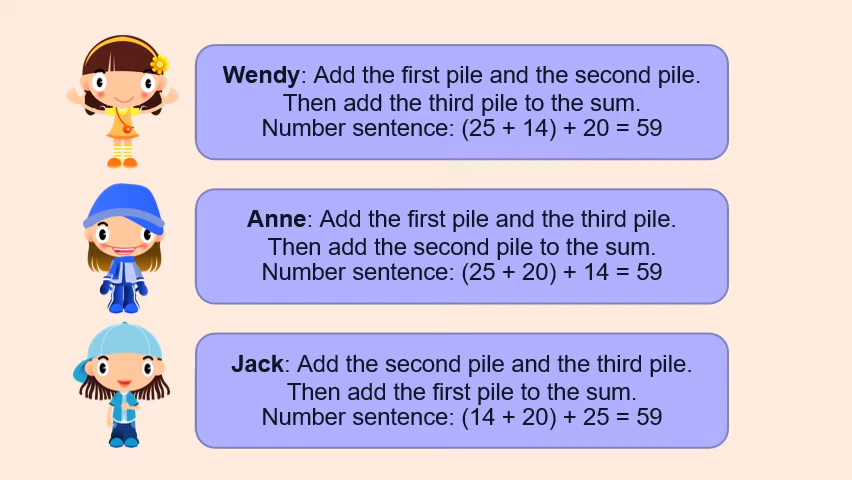 Wendy: Add the first pile and the second pile.
Then add the third pile to the sum.
Number sentence: (25 + 14) + 20 = 59
Anne: Add the first pile and the third pile.
Then add the second pile to the sum.
Number sentence: (25 + 20) + 14 = 59
Jack: Add the second pile and the third pile.
Then add the first pile to the sum.
Number sentence: (14 + 20) + 25 = 59